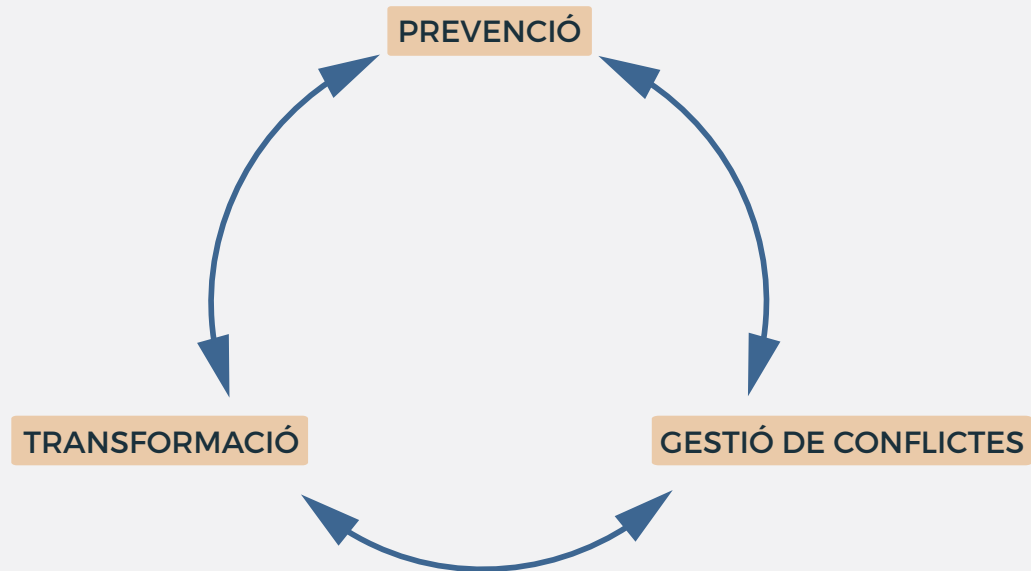 PREVENCIÓ
TRANSFORMACIÓ
GESTIÓ DE CONFLICTES